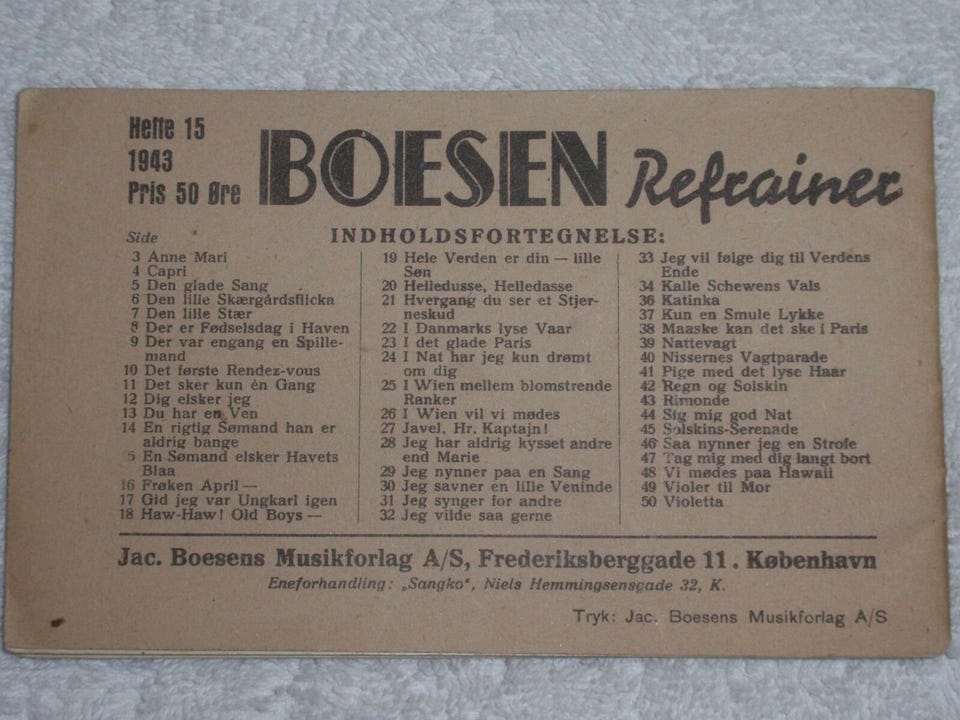 Hefte 15
1943
Pris 50 Øre
BOESEN Refrainer
Side
INDHOLDSFORTEGNELSE:
3 Anne Mari
4 Capri
5 Den glade Sang
6 Den lille Skærgårdsflicka
7 Den lille Stær
8 Der er Fødselsdag i Haven
9 Der var engang en Spille-
mand
10 Det første Rendez-vous
11 Det sker kun én Gang
12 Dig elsker jeg
13 Du har en Ven
14 En rigtig Sømand han er
aldrig bange
5 En Sømand elsker Havets
Blaa
16 Frøken April —
17 Gid jeg var Ungkarl igen
18 Haw-Haw! Old Boys —
19 Hele Verden er din — lille
Søn
20 Helledusse, Helledasse
21 Hvergang du ser et Stjer-
neskud
22 I Danmarks lyse Vaar
23 I det glade Paris
24 I Nat har jeg kun drømt
om dig
25 I Wien mellem blomstrende
Ranker
26 I Wien vil vi mødes
27 Javel, Hr. Kaptajn!
28 Jeg har aldrig kysset andre
end Marie
29 Jeg nynner paa en Sang
30 Jeg savner en lille Veninde
31 Jeg synger for andre
32 Jeg vilde saa gerne
33 Jeg vil følge dig til Verdens
Ende
34 Kalle Schewens Vals
36 Katinka
37 Kun en Smule Lykke
38 Maaske kan det ske i Paris
39 Nattevagt
40 Nissernes Vagtparade
41 Pige med det lyse Haar
42 Regn og Solskin
43 Rimonde
44 Sig mig god Nat
45 Solskins-Serenade
46 Saa nynner jeg en Strofe
47 Tag mig med dig langt bort
48 Vi mødes paa Hawaii
49 Violer til Mor
50 Violetta
Jac. Boesens Musikforlag A/S, Frederiksberggade 11. København
Eneforhandling: „Sangko", Niels Hemmingsensgade 32, K.
Tryk: Jac. Boesens Musikforlag A/S